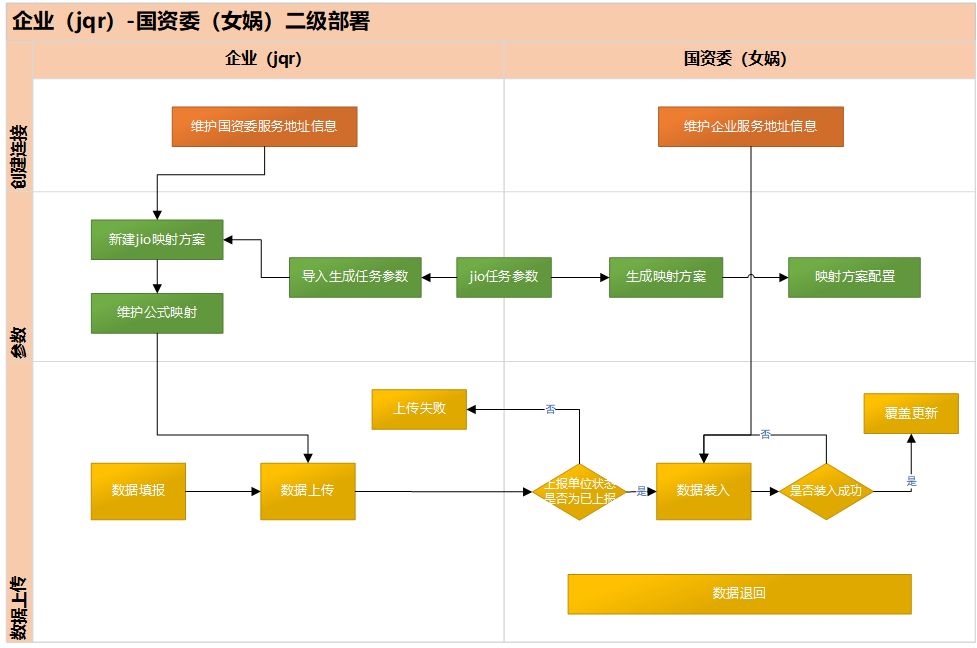 企业（jqr）-国资委（女娲）二级部署
企业（jqr）
国资委（女娲）
创建连接
维护国资委服务地址信息
维护企业服务地址信息
参数
新建jio映射方案
导入生成任务参数
jio任务参数
生成映射方案
映射方案配置
维护公式映射
数据上传
上传失败
否
否
覆盖更新
数据填报
数据上传
上报单位状态
是否为已上报
是
数据装入
是否装入成功
是
数据退回